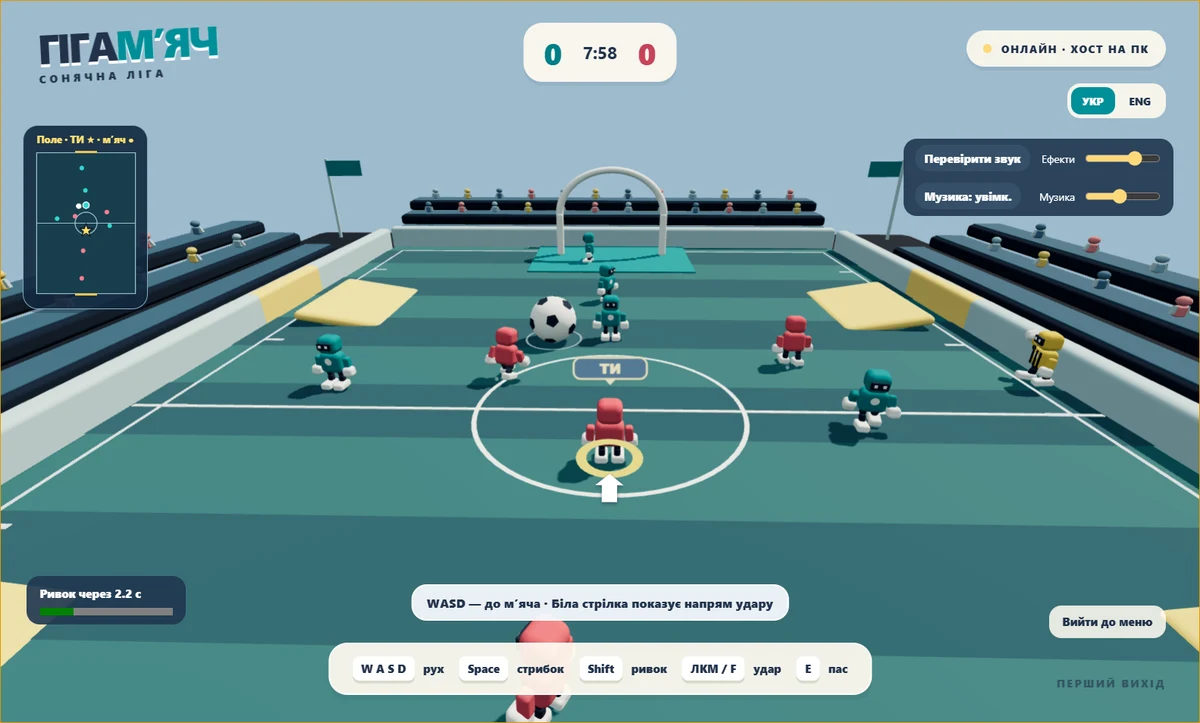 ГІГАМ'ЯЧ
СОНЯЧНА ЛІГА
0 7:58 0
ОНЛАЙН · ХОСТ НА ПК
УКР ENG
Поле · ТИ ★ · м'яч ●
Перевірити звук Ефекти
Музика: увімк. Музика
ТИ
Ривок через 2.2 с
WASD — до м'яча · Біла стрілка показує напрям удару
Вийти до меню
W A S D рух Space стрибок Shift ривок ЛКМ / F удар E пас
ПЕРШИЙ ВИХІД